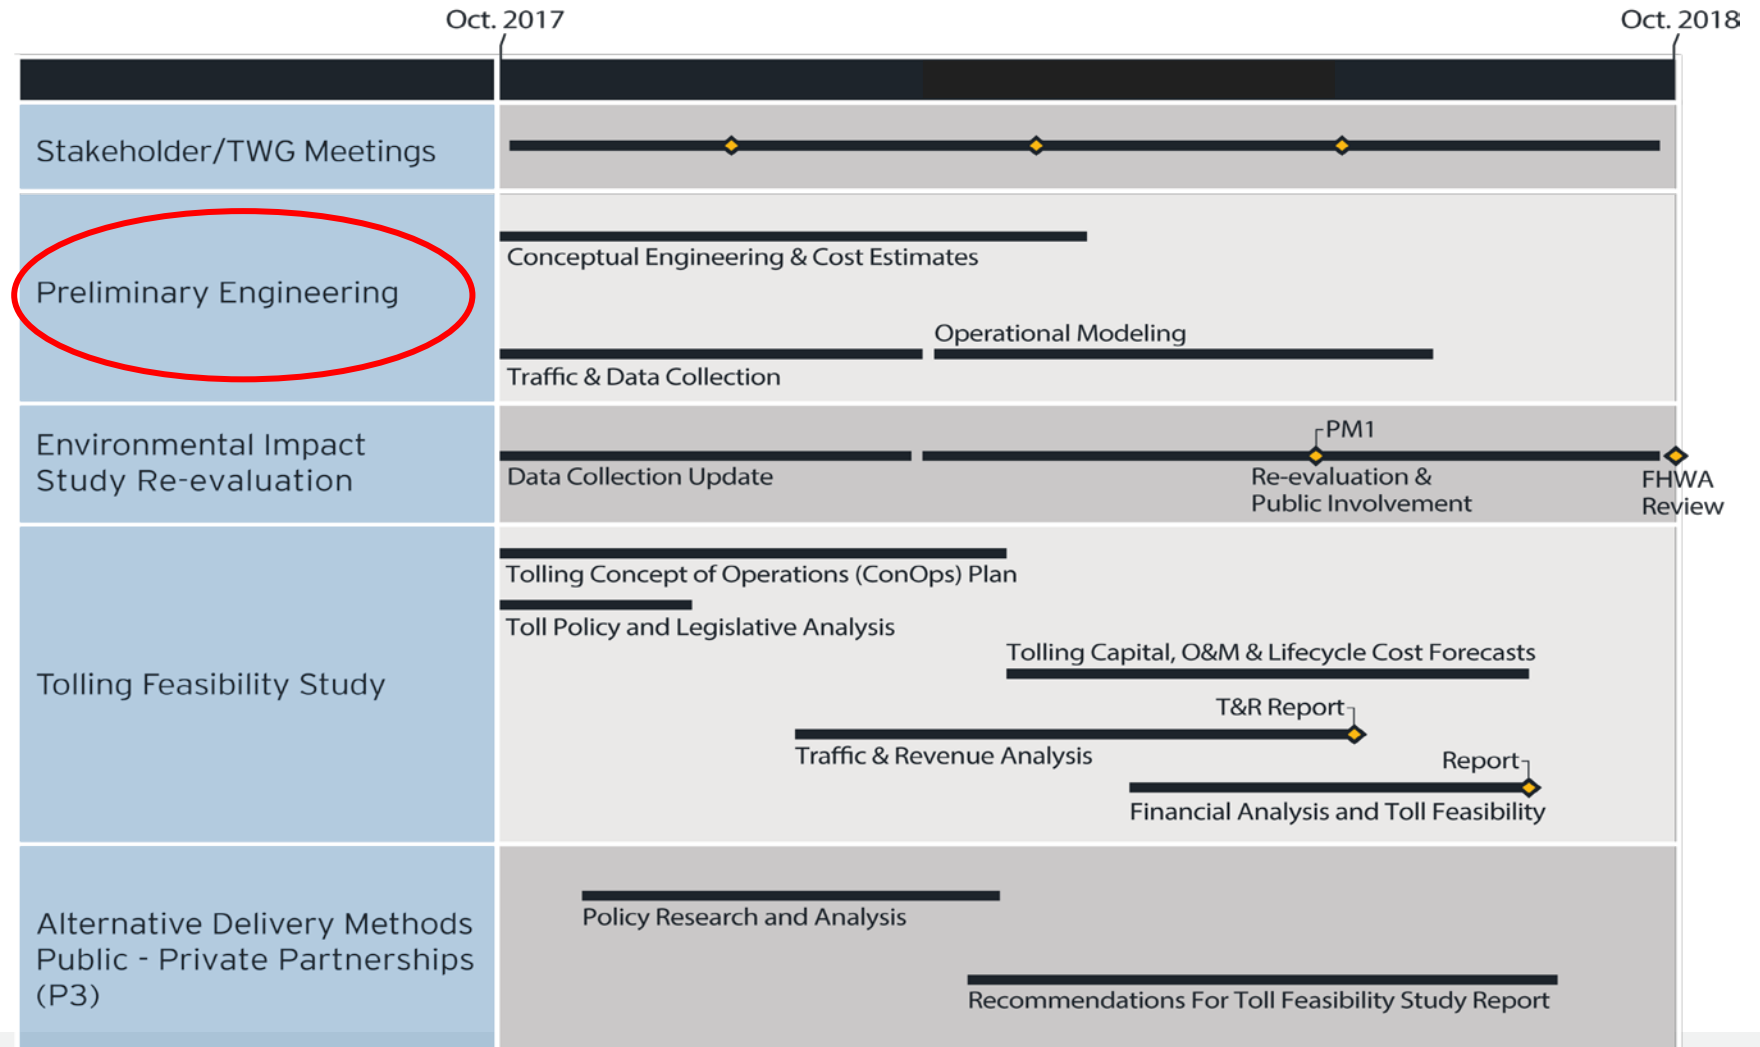 Oct. 2017
Oct. 2018
Stakeholder/TWG Meetings
Preliminary Engineering
Conceptual Engineering & Cost Estimates
Operational Modeling
Traffic & Data Collection
Environmental Impact
Study Re-evaluation
PM1
Data Collection Update
Re-evaluation &
Public Involvement
FHWA
Review
Tolling Feasibility Study
Tolling Concept of Operations (ConOps) Plan
Toll Policy and Legislative Analysis
Tolling Capital, O&M & Lifecycle Cost Forecasts
T&R Report
Traffic & Revenue Analysis
Report
Financial Analysis and Toll Feasibility
Alternative Delivery Methods
Public - Private Partnerships
(P3)
Policy Research and Analysis
Recommendations For Toll Feasibility Study Report